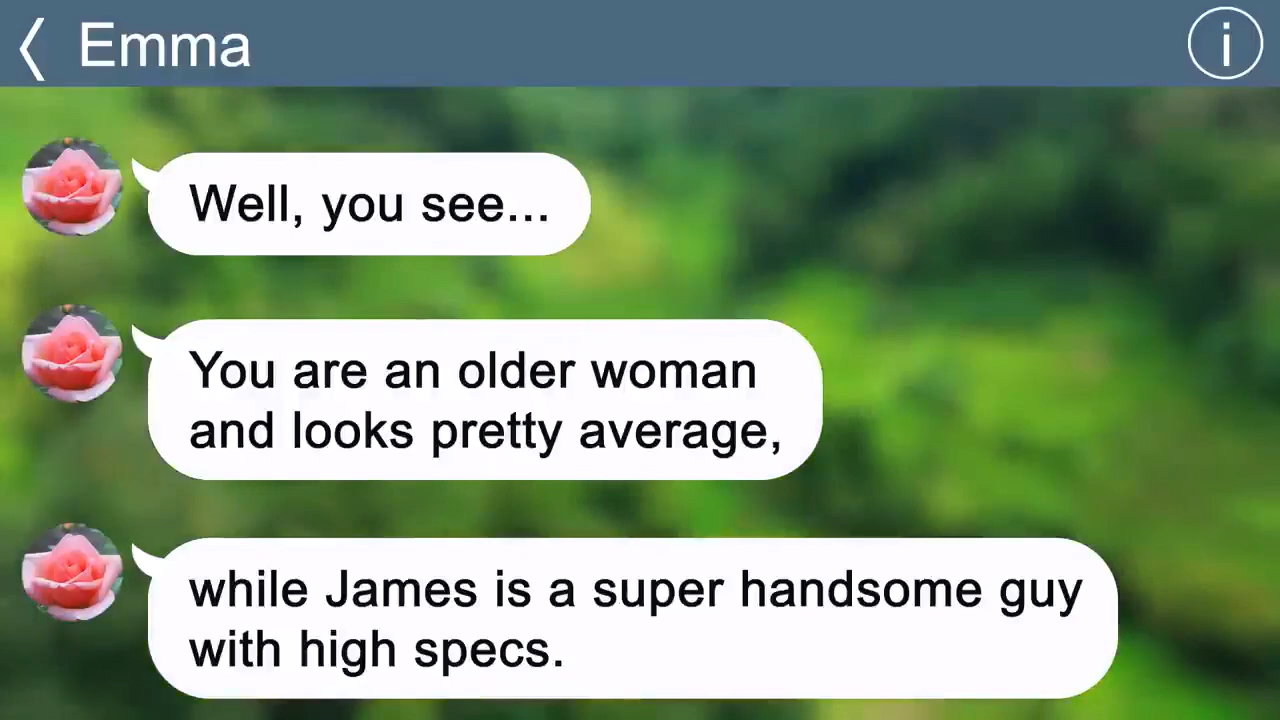 Emma
Well, you see...
You are an older woman
and looks pretty average,
while James is a super handsome guy
with high specs.